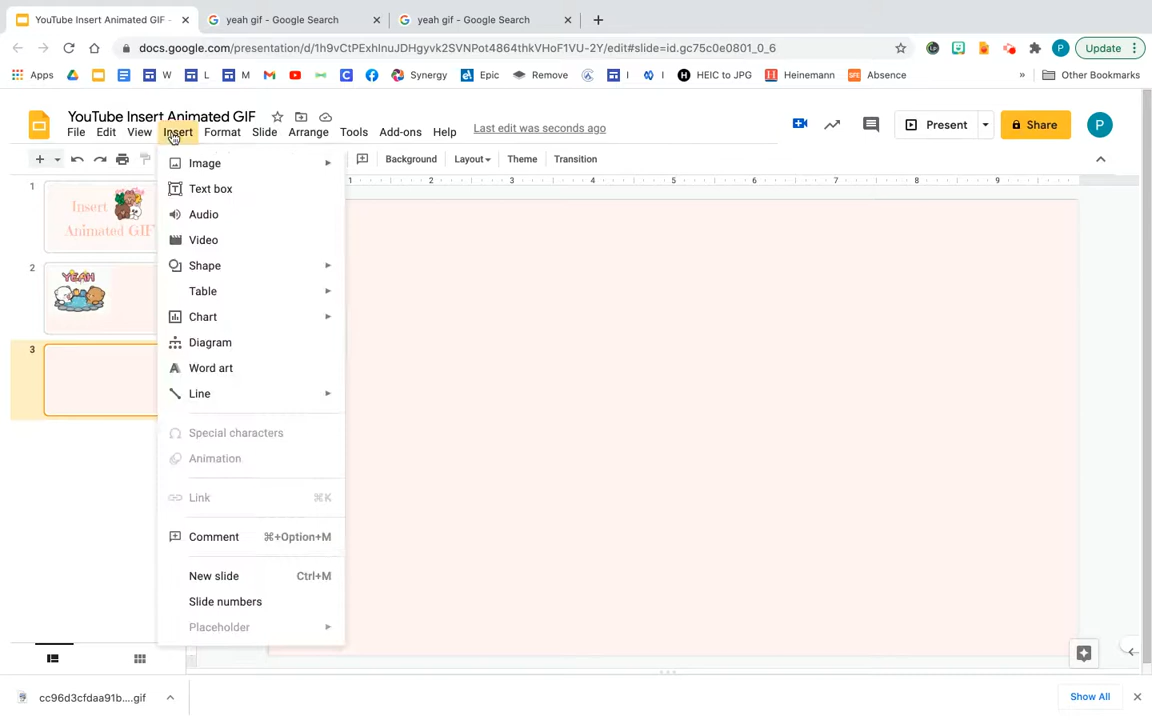 YouTube Insert Animated GIF -
yeah gif - Google Search
yeah gif - Google Search
docs.google.com/presentation/d/1h9vCtPExhInuJDHgyvk2SVNPot4864thkVHoF1VU-2Y/edit#slide=id.gc75c0e0801_0_6
P
Update
Apps
W
L
M
Synergy
Epic
Remove
I
I
HEIC to JPG
Heinemann
Absence
»
Other Bookmarks
YouTube Insert Animated GIF
File
Edit
View
Insert
Format
Slide
Arrange
Tools
Add-ons
Help
Last edit was seconds ago
Present
Share
P
Background
Layout
Theme
Transition
1 2 3 4 5 6 7 8 9
1
Insert
Animated GIF
2
YEAH
3
Image
Text box
Audio
Video
Shape
Table
Chart
Diagram
Word art
Line
Special characters
Animation
Link ⌘K
Comment ⌘+Option+M
New slide Ctrl+M
Slide numbers
Placeholder
cc96d3cfdaa91b....gif
Show All